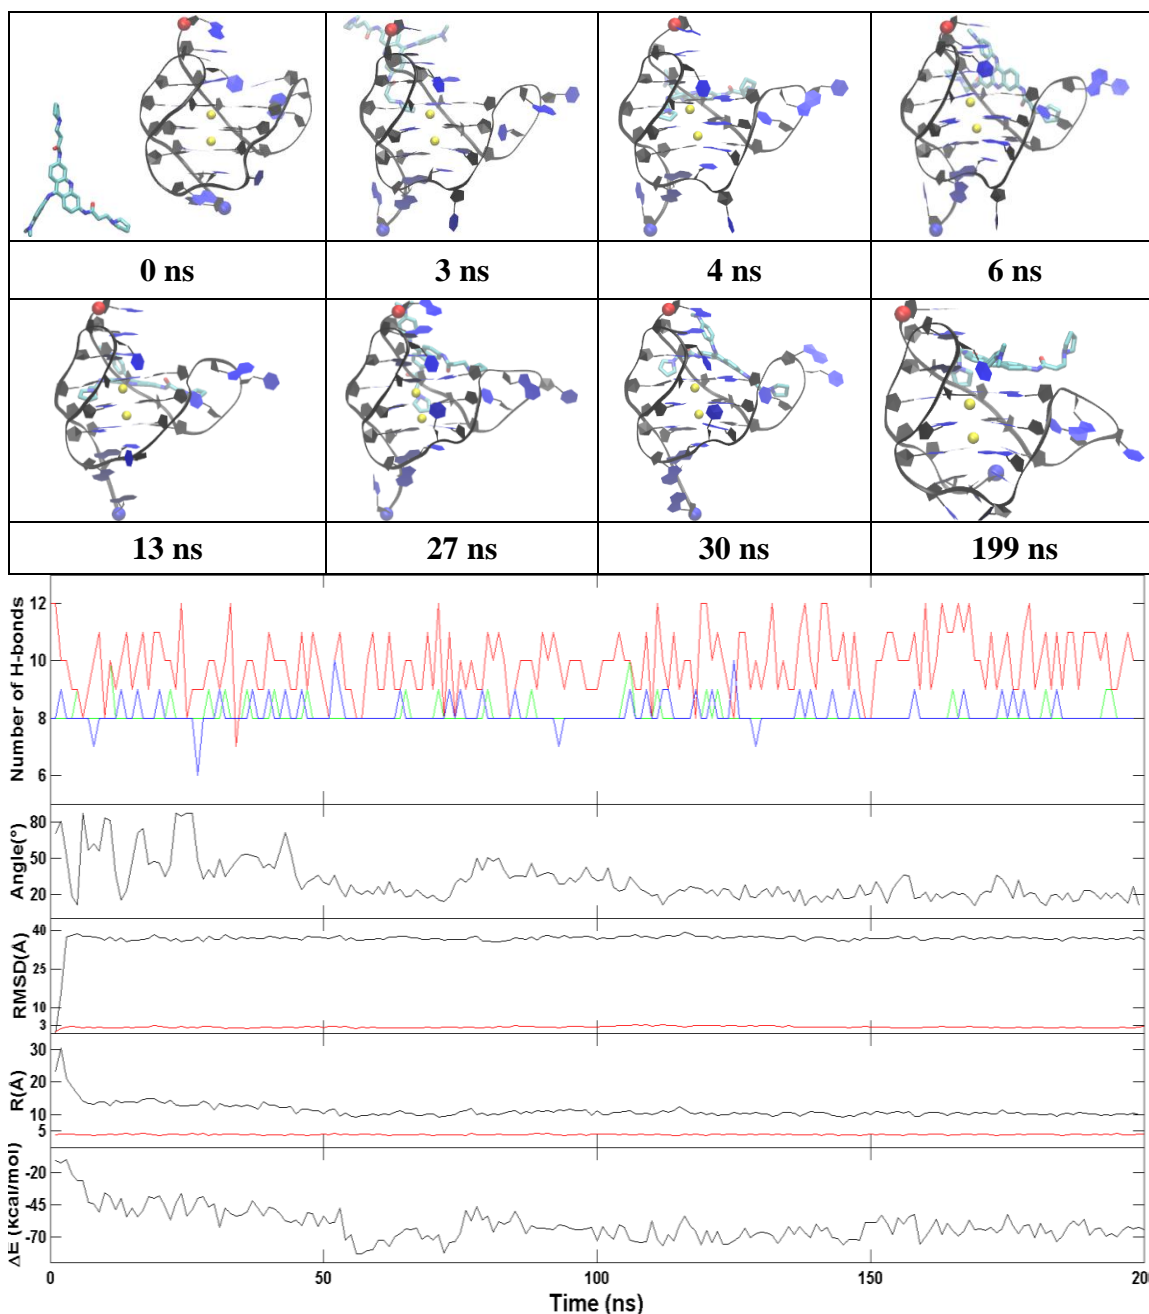 0 ns 3 ns 4 ns 6 ns
13 ns 27 ns 30 ns 199 ns
Number of H-bonds
12
10
8
6
Angle(°)
80
50
20
RMSD(Å)
40
25
10
3
R(Å)
30
20
10
5
ΔE (kcal/mol)
-20
-45
-70
0 50 100 150 200
Time (ns)